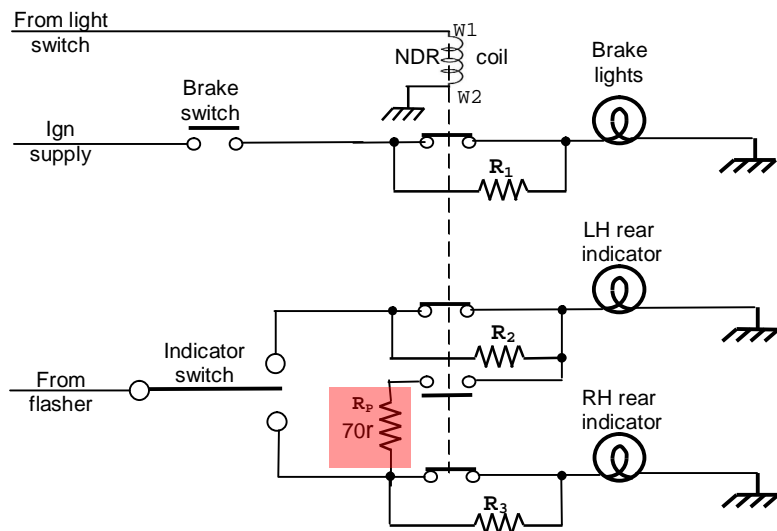 From light
switch
W1
NDR
coil
W2
Brake
lights
Brake
switch
Ign
supply
R1
LH rear
indicator
R2
Indicator
switch
From
flasher
RP
70r
RH rear
indicator
R3